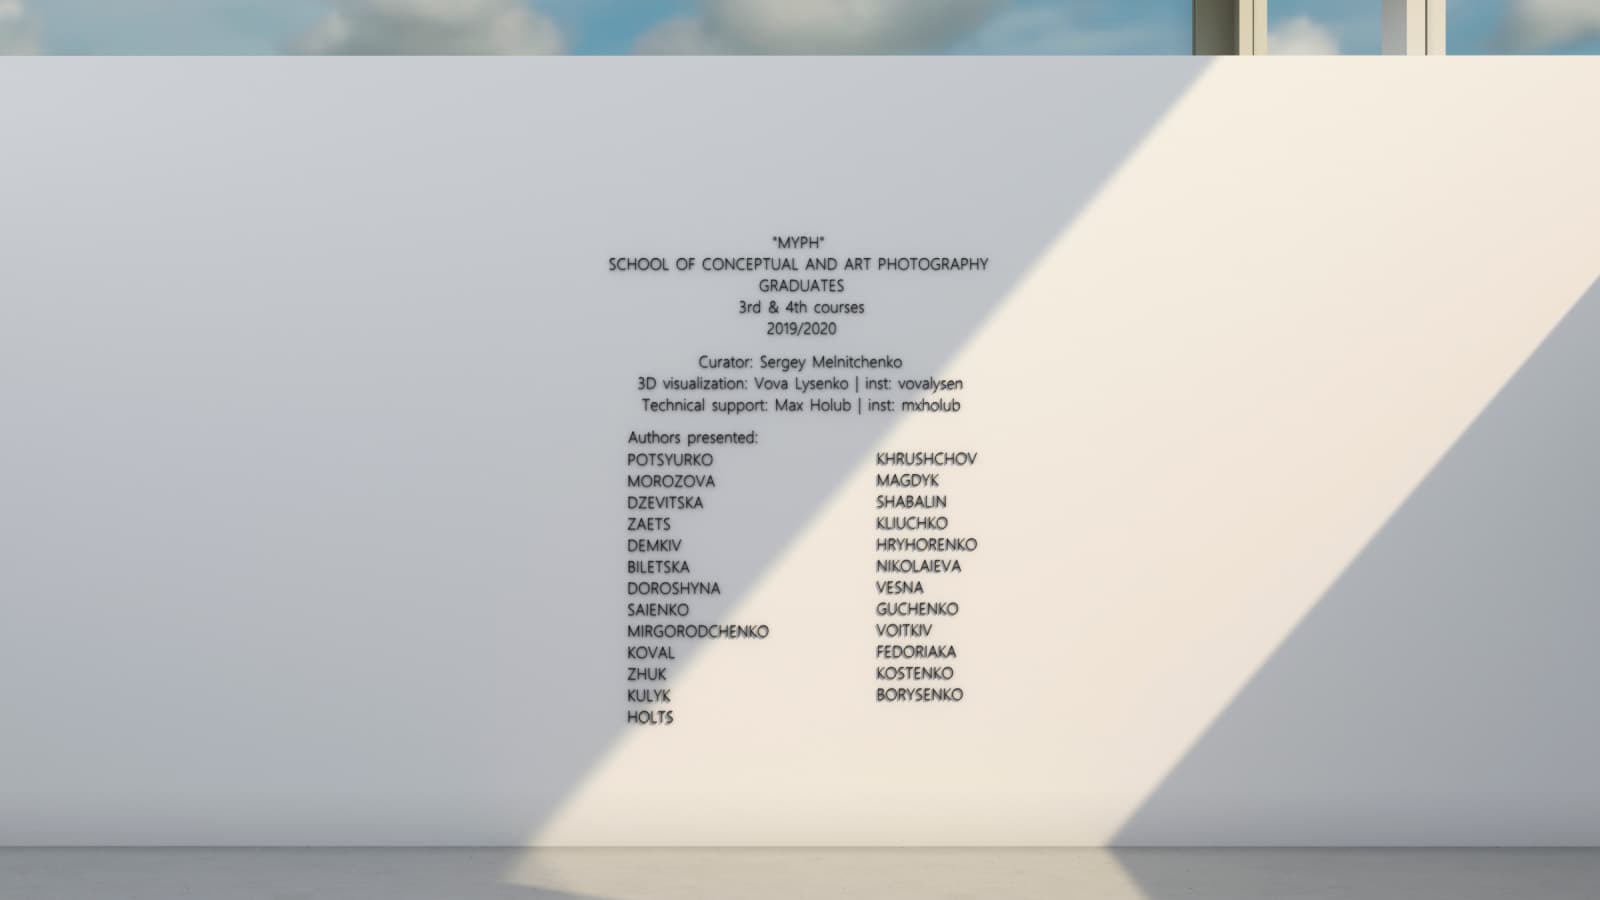 "MYPH"
SCHOOL OF CONCEPTUAL AND ART PHOTOGRAPHY
GRADUATES
3rd & 4th courses
2019/2020
Curator: Sergey Melnitchenko
3D visualization: Vova Lysenko | inst: vovalysen
Technical support: Max Holub | inst: mxholub
Authors presented:
POTSYURKO
MOROZOVA
DZEVITSKA
ZAETS
DEMKIV
BILETSKA
DOROSHYNA
SAIENKO
MIRGORODCHENKO
KOVAL
ZHUK
KULYK
HOLTS
KHRUSHCHOV
MAGDYK
SHABALIN
KLIUCHKO
HRYHORENKO
NIKOLAIEVA
VESNA
GUCHENKO
VOITKIV
FEDORIAKA
KOSTENKO
BORYSENKO